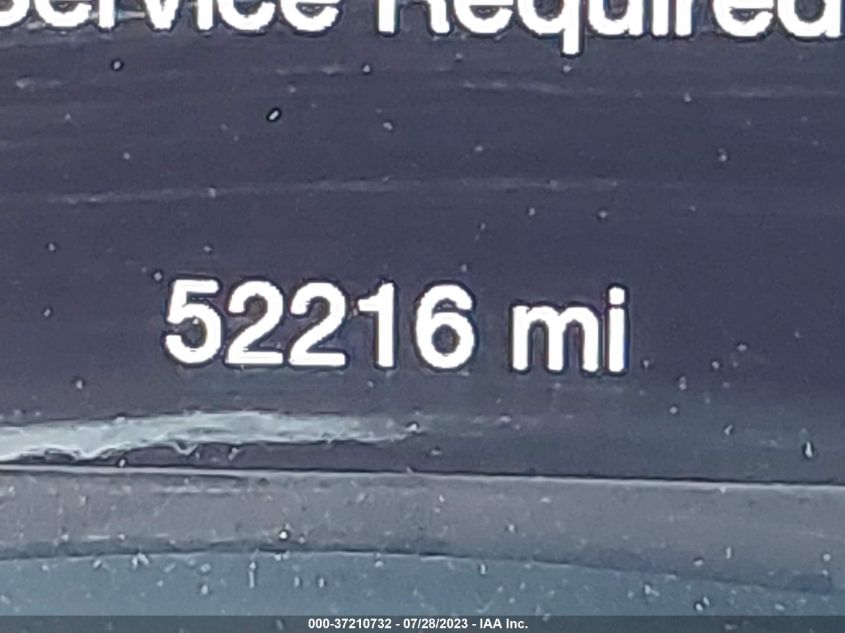 Service Required
52216 mi
000-37210732 - 07/28/2023 - IAA Inc.